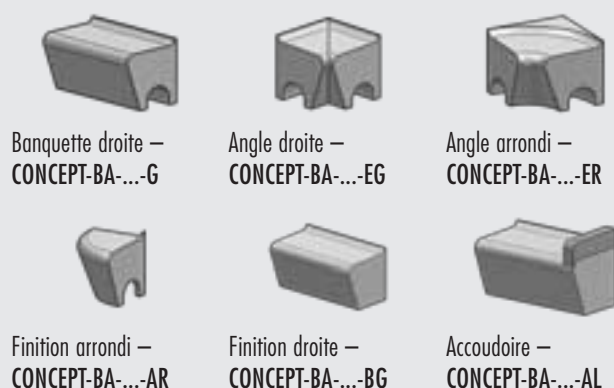 Banquette droite –
CONCEPT-BA-...-G
Angle droite –
CONCEPT-BA-...-EG
Angle arrondi –
CONCEPT-BA-...-ER
Finition arrondi –
CONCEPT-BA-...-AR
Finition droite –
CONCEPT-BA-...-BG
Accoudoire –
CONCEPT-BA-...-AL